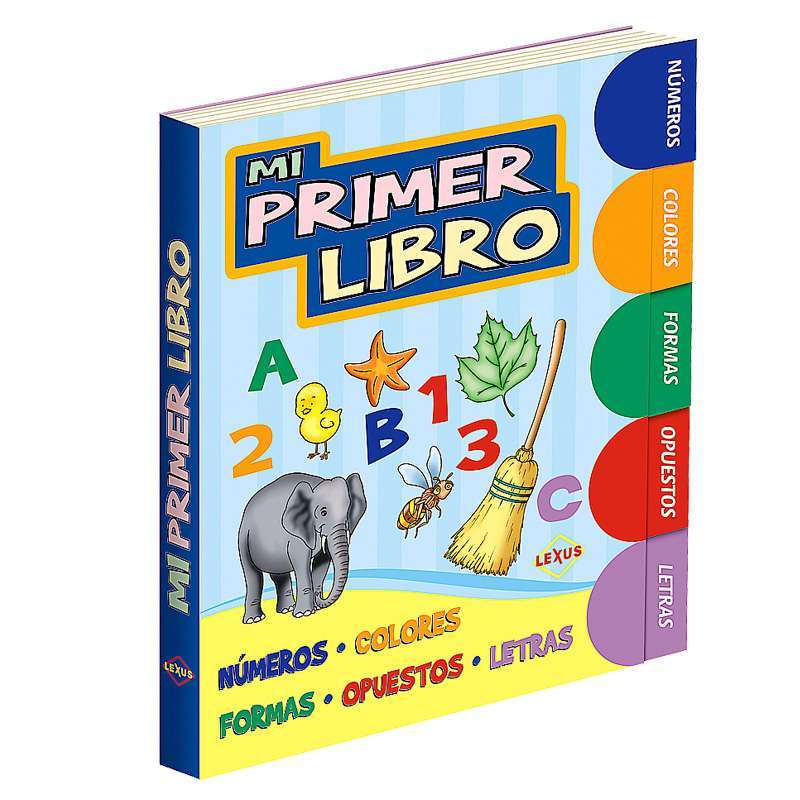 MI
PRIMER
LIBRO
A
1
2
B
3
C
LEXUS
NÚMEROS • COLORES
FORMAS • OPUESTOS • LETRAS
NÚMEROS
COLORES
FORMAS
OPUESTOS
LETRAS
MI PRIMER LIBRO
LEXUS